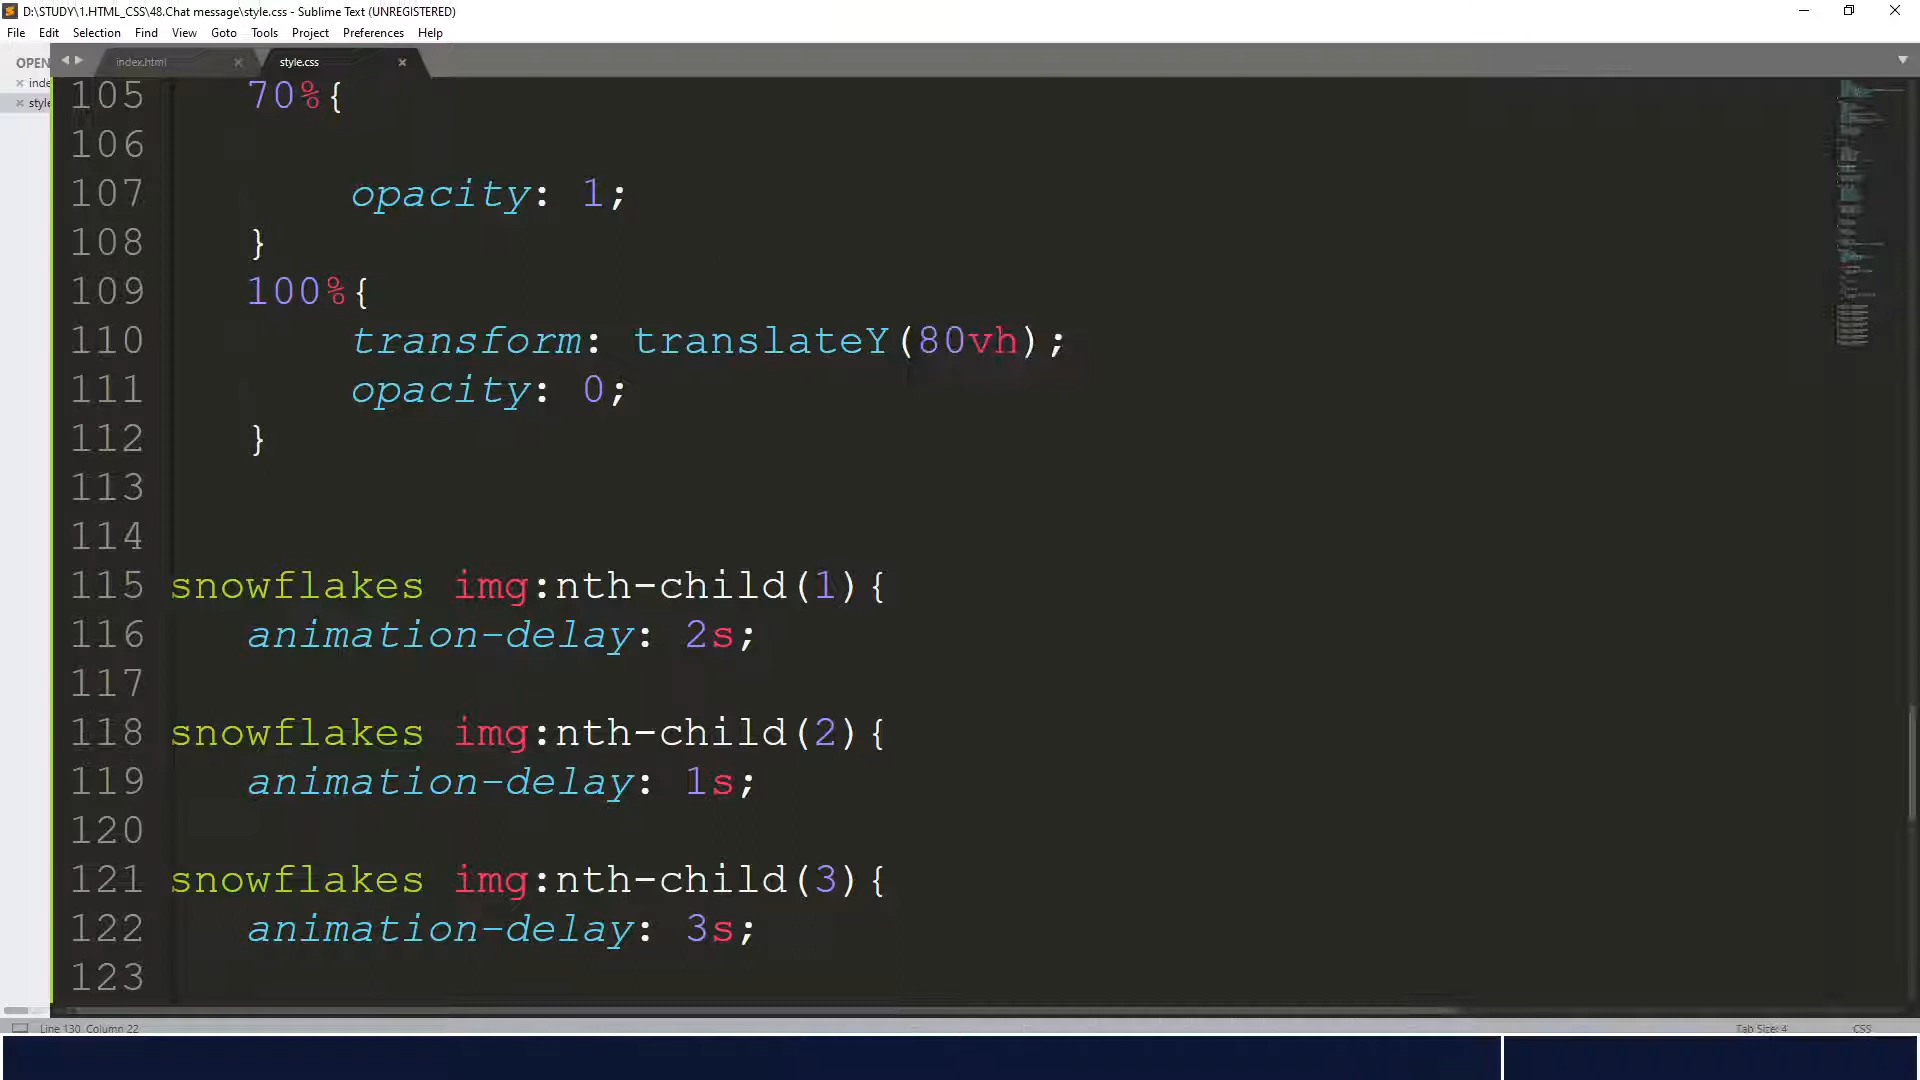 D:\STUDY\1.HTML_CSS\48.Chat message\style.css - Sublime Text (UNREGISTERED)
File Edit Selection Find View Goto Tools Project Preferences Help
OPEN
index.html
style.css
inde
style
105 70%{
106
107 opacity: 1;
108 }
109 100%{
110 transform: translateY(80vh);
111 opacity: 0;
112 }
113
114
115 snowflakes img:nth-child(1){
116 animation-delay: 2s;
117
118 snowflakes img:nth-child(2){
119 animation-delay: 1s;
120
121 snowflakes img:nth-child(3){
122 animation-delay: 3s;
123
Line 130, Column 22
Tab Size: 4
CSS